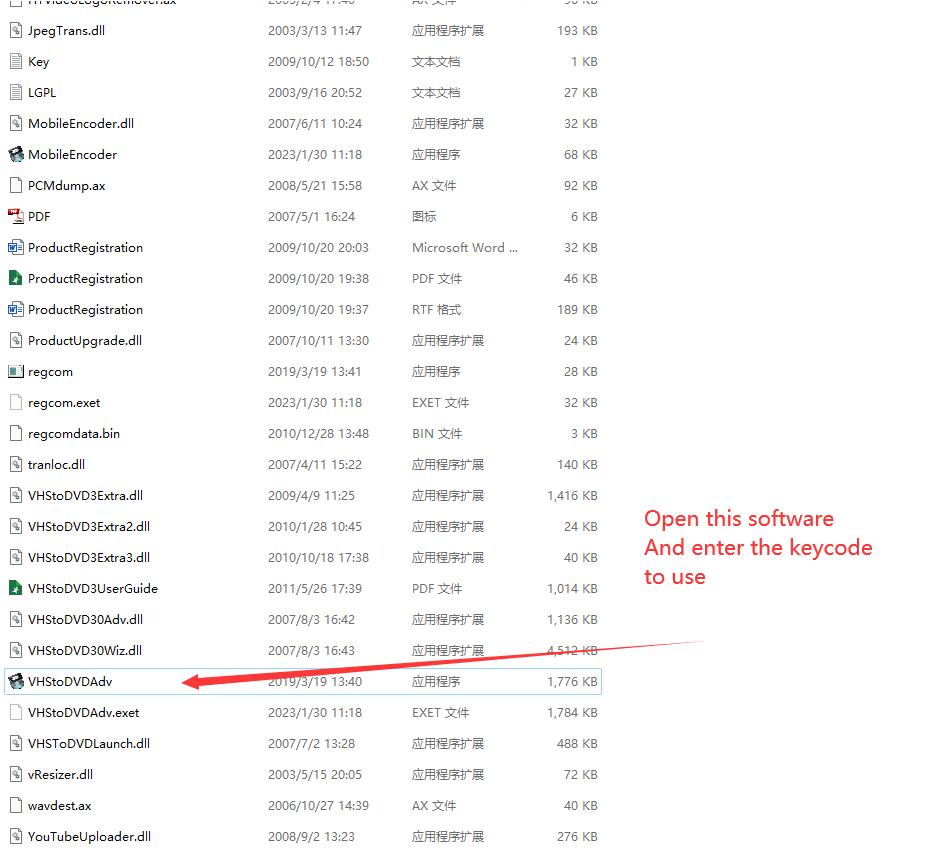 JpegTrans.dll 2003/3/13 11:47 应用程序扩展 193 KB
Key 2009/10/12 18:50 文本文档 1 KB
LGPL 2003/9/16 20:52 文本文档 27 KB
MobileEncoder.dll 2007/6/11 10:24 应用程序扩展 32 KB
MobileEncoder 2023/1/30 11:18 应用程序 68 KB
PCMdump.ax 2008/5/21 15:58 AX 文件 92 KB
PDF 2007/5/1 16:24 图标 6 KB
ProductRegistration 2009/10/20 20:03 Microsoft Word ... 32 KB
ProductRegistration 2009/10/20 19:38 PDF 文件 46 KB
ProductRegistration 2009/10/20 19:37 RTF 格式 189 KB
ProductUpgrade.dll 2007/10/11 13:30 应用程序扩展 24 KB
regcom 2019/3/19 13:41 应用程序 28 KB
regcom.exet 2023/1/30 11:18 EXET 文件 32 KB
regcomdata.bin 2010/12/28 13:48 BIN 文件 3 KB
tranloc.dll 2007/4/11 15:22 应用程序扩展 140 KB
VHStoDVD3Extra.dll 2009/4/9 11:25 应用程序扩展 1,416 KB
VHStoDVD3Extra2.dll 2010/1/28 10:45 应用程序扩展 24 KB
VHStoDVD3Extra3.dll 2010/10/18 17:38 应用程序扩展 40 KB
VHStoDVD3UserGuide 2011/5/26 17:39 PDF 文件 1,014 KB
VHStoDVD30Adv.dll 2007/8/3 16:42 应用程序扩展 1,136 KB
VHStoDVD30Wiz.dll 2007/8/3 16:43 应用程序扩展 4,512 KB
VHStoDVDAdv 2019/3/19 13:40 应用程序 1,776 KB
VHStoDVDAdv.exet 2023/1/30 11:18 EXET 文件 1,784 KB
VHSToDVDLaunch.dll 2007/7/2 13:28 应用程序扩展 488 KB
vResizer.dll 2003/5/15 20:05 应用程序扩展 72 KB
wavdest.ax 2006/10/27 14:39 AX 文件 40 KB
YouTubeUploader.dll 2008/9/2 13:23 应用程序扩展 276 KB
Open this software
And enter the keycode
to use